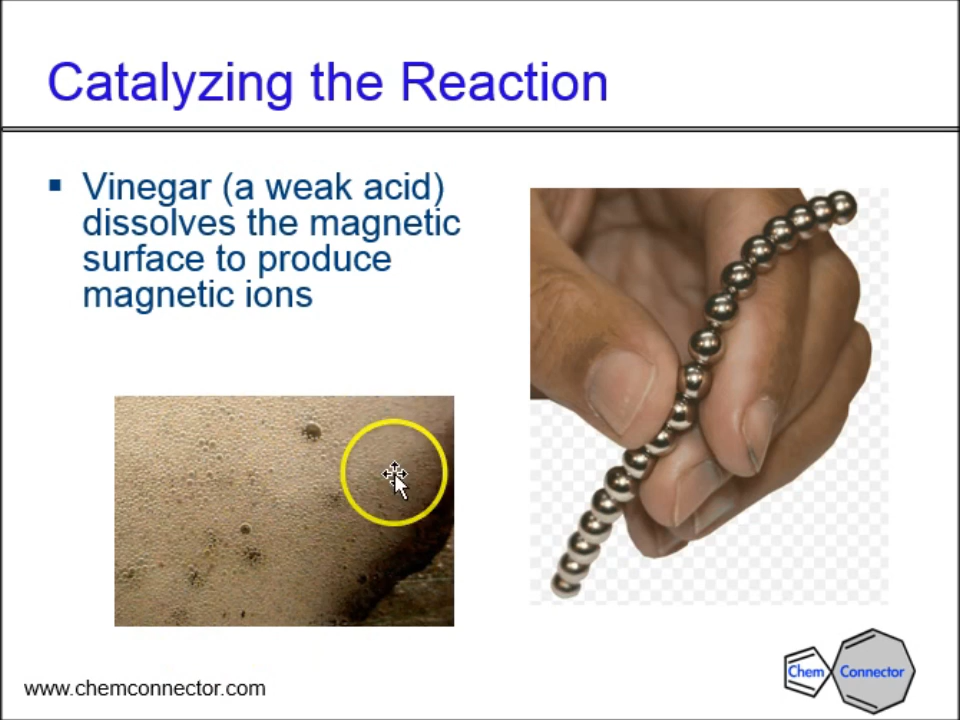 Catalyzing the Reaction
▪ Vinegar (a weak acid)
dissolves the magnetic
surface to produce
magnetic ions
www.chemconnector.com
Chem Connector